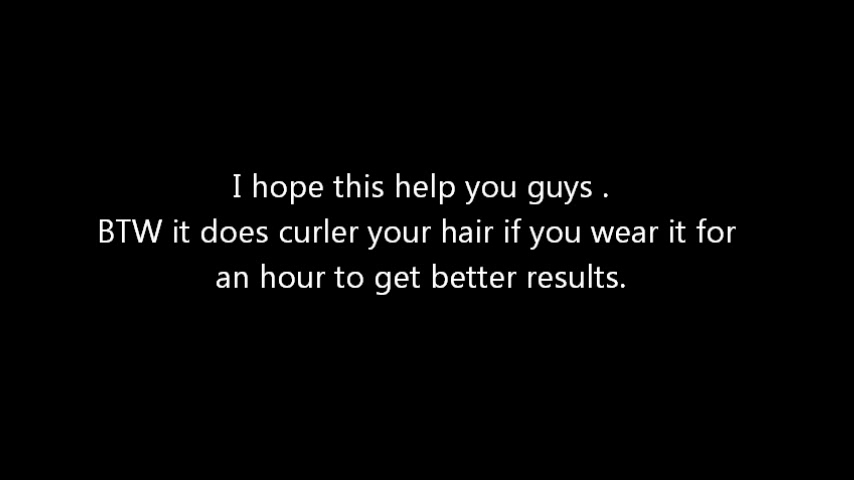 I hope this help you guys .
BTW it does curler your hair if you wear it for
an hour to get better results.